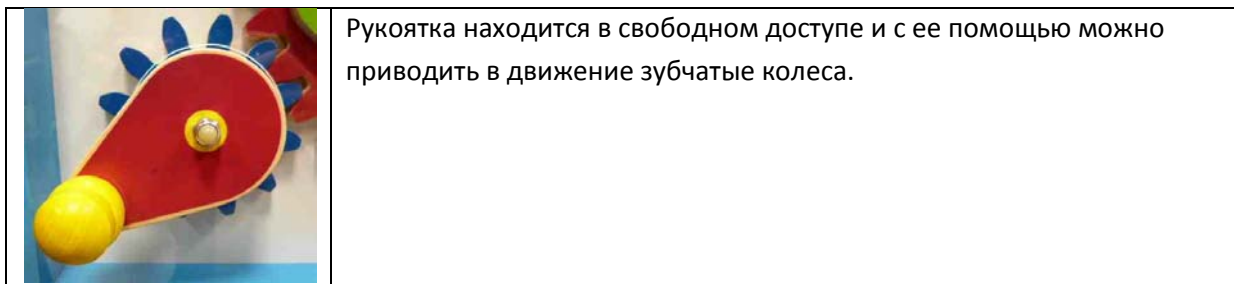 Рукоятка находится в свободном доступе и с ее помощью можно
приводить в движение зубчатые колеса.